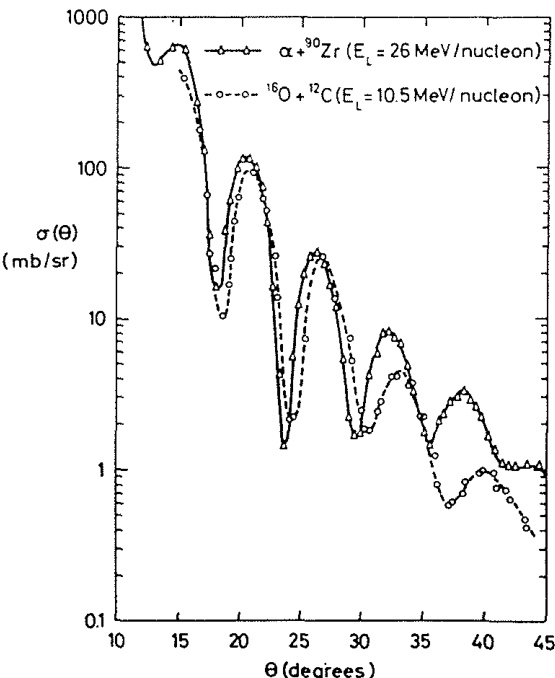 1000
α+⁹⁰Zr (E_L = 26 MeV/nucleon)
¹⁶O + ¹²C (E_L = 10.5 MeV/nucleon)
100
σ(θ)
(mb/sr)
10
1
0.1
10 15 20 25 30 35 40 45
θ (degrees)